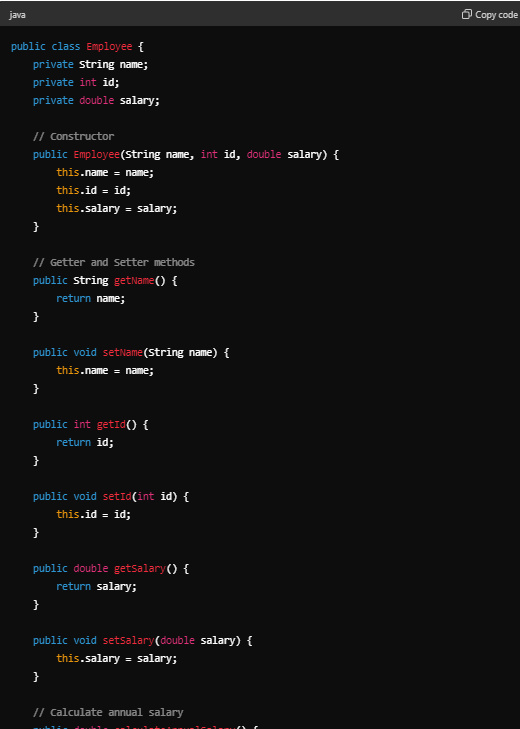 java
Copy code
public class Employee {
    private String name;
    private int id;
    private double salary;

    // Constructor
    public Employee(String name, int id, double salary) {
        this.name = name;
        this.id = id;
        this.salary = salary;
    }

    // Getter and Setter methods
    public String getName() {
        return name;
    }

    public void setName(String name) {
        this.name = name;
    }

    public int getId() {
        return id;
    }

    public void setId(int id) {
        this.id = id;
    }

    public double getSalary() {
        return salary;
    }

    public void setSalary(double salary) {
        this.salary = salary;
    }

    // Calculate annual salary
    public double